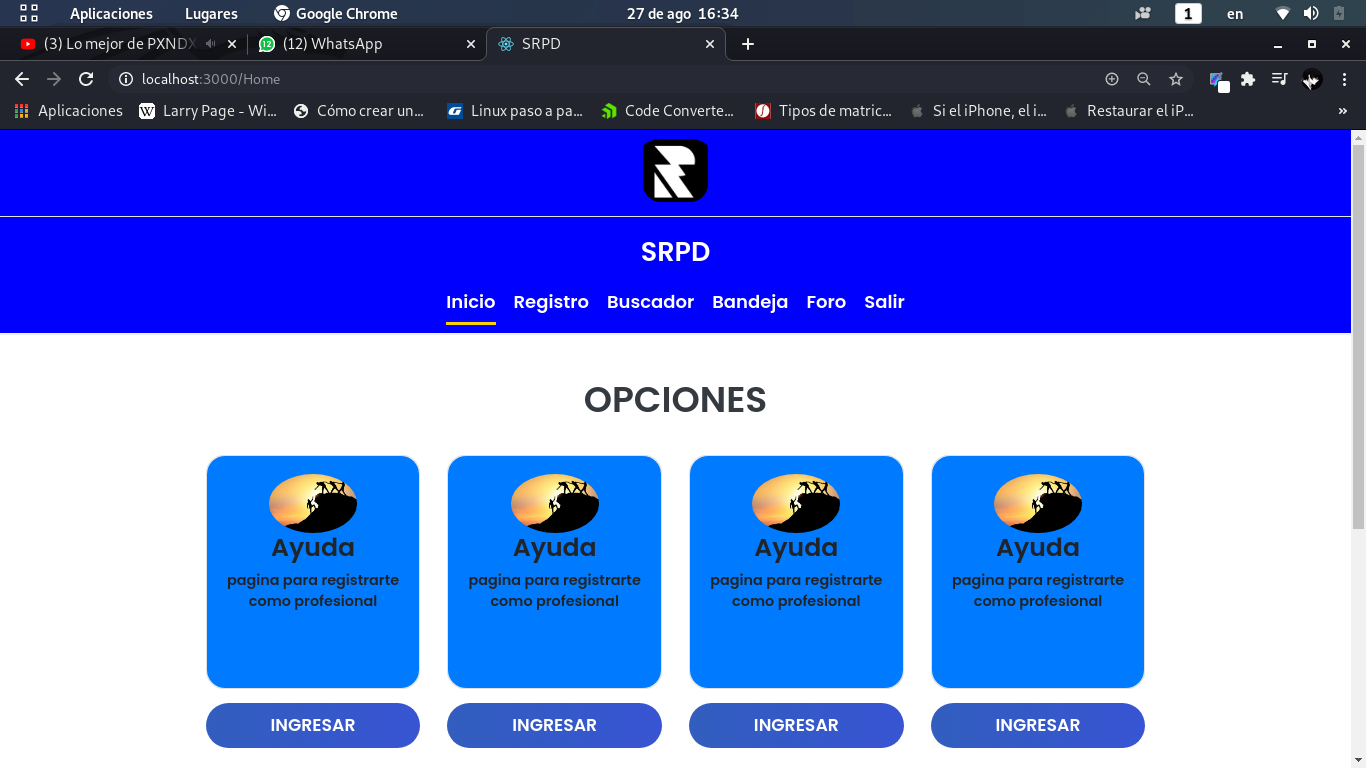 Aplicaciones Lugares Google Chrome 27 de ago 16:34 1 en
(3) Lo mejor de PXNDX 12 (12) WhatsApp SRPD
localhost:3000/Home
Aplicaciones W Larry Page - Wi... Cómo crear un... Linux paso a pa... Code Converte... Tipos de matric... Si el iPhone, el i... Restaurar el iP... »
SRPD
Inicio Registro Buscador Bandeja Foro Salir
OPCIONES
Ayuda Ayuda Ayuda Ayuda
pagina para registrarte pagina para registrarte pagina para registrarte pagina para registrarte
como profesional como profesional como profesional como profesional
INGRESAR INGRESAR INGRESAR INGRESAR